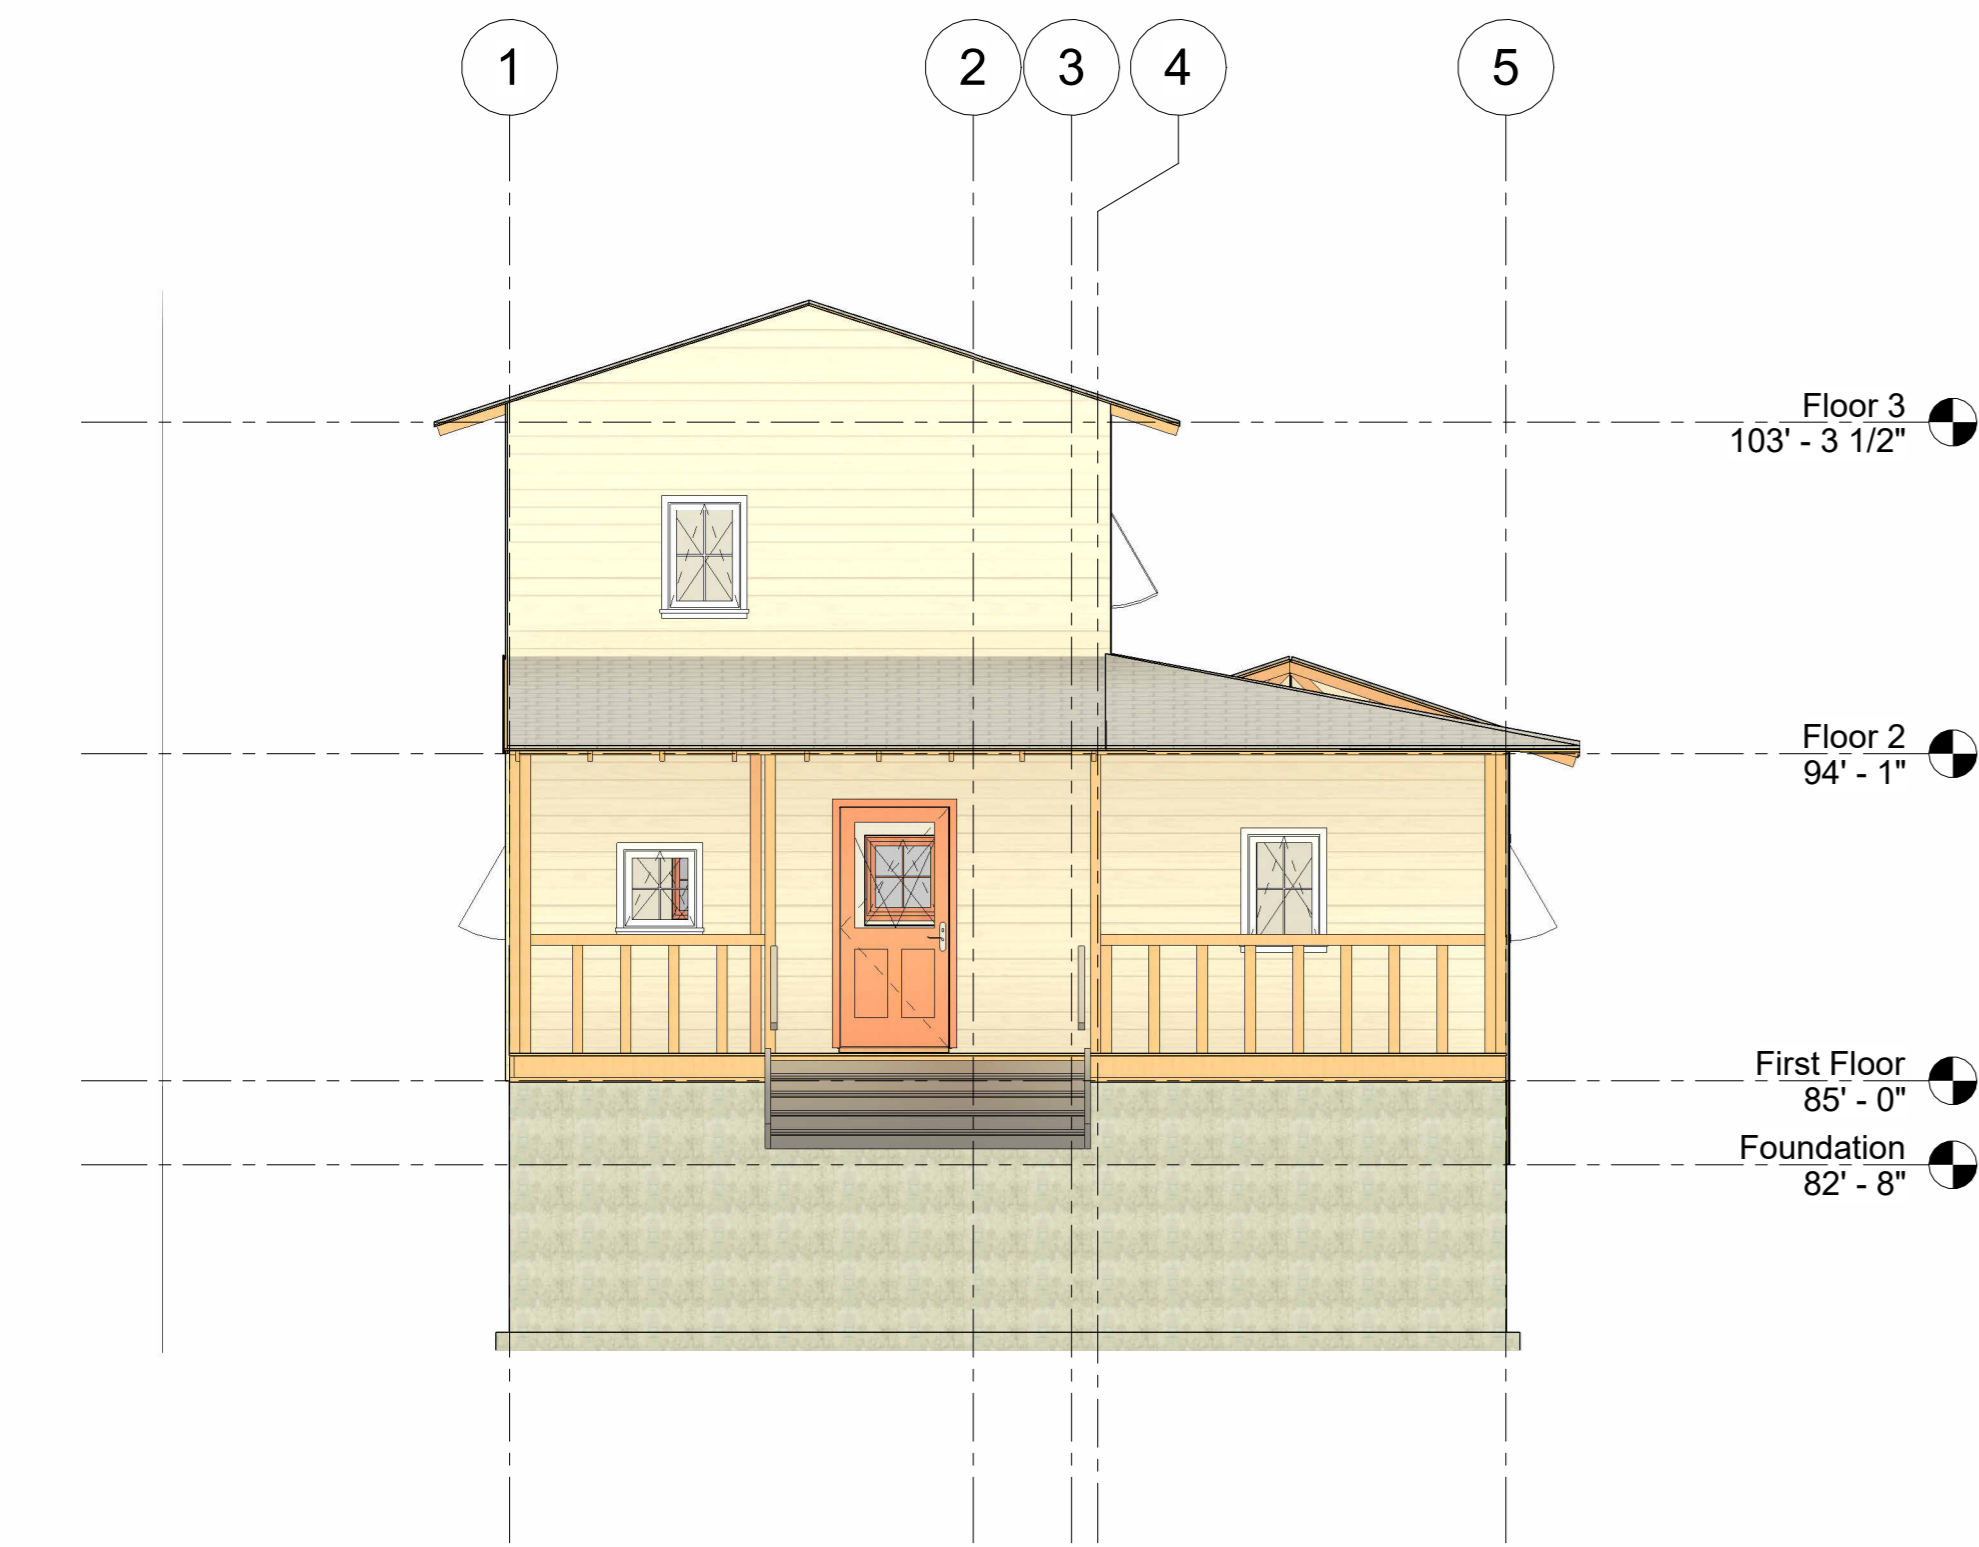 1 2 3 4 5
Floor 3
103' - 3 1/2"
Floor 2
94' - 1"
First Floor
85' - 0"
Foundation
82' - 8"